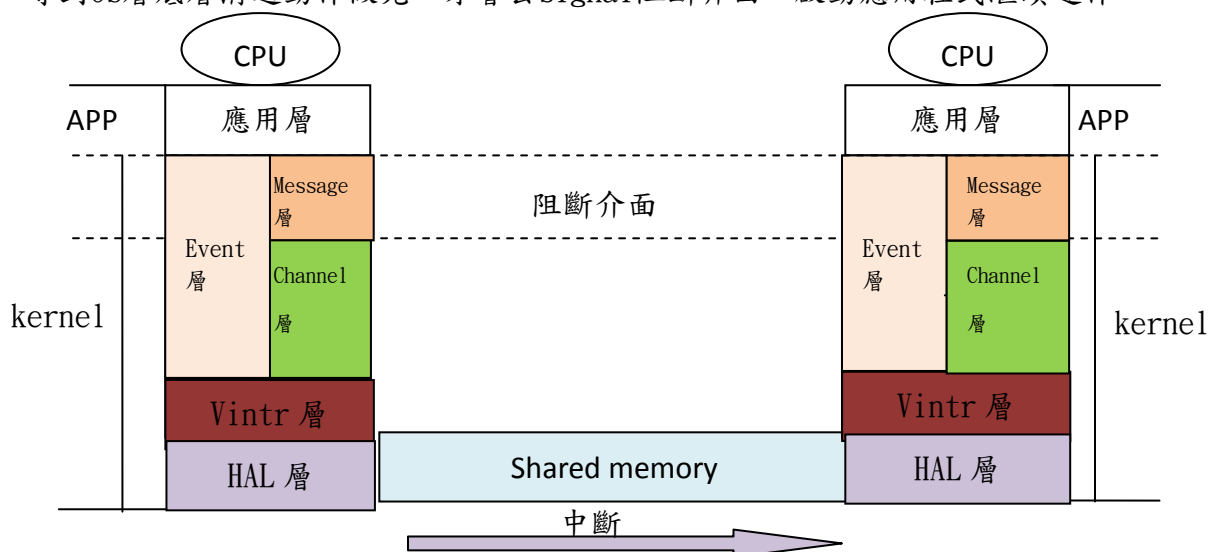 CPU
CPU
APP
應用層
應用層
APP
Message
層
阻斷介面
Message
層
Event
層
Channel
層
Event
層
Channel
層
kernel
kernel
Vintr 層
Vintr 層
HAL 層
Shared memory
HAL 層
中斷